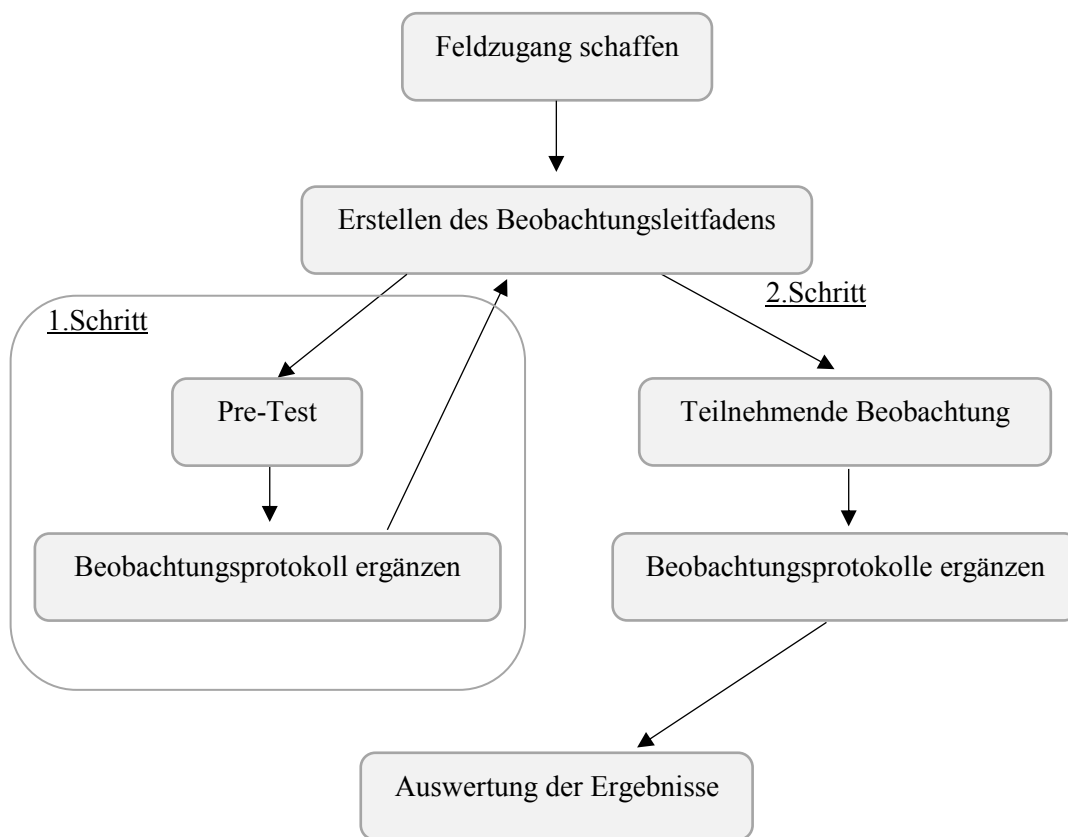 Feldzugang schaffen
Erstellen des Beobachtungsleitfadens
1.Schritt
2.Schritt
Pre-Test
Teilnehmende Beobachtung
Beobachtungsprotokoll ergänzen
Beobachtungsprotokolle ergänzen
Auswertung der Ergebnisse